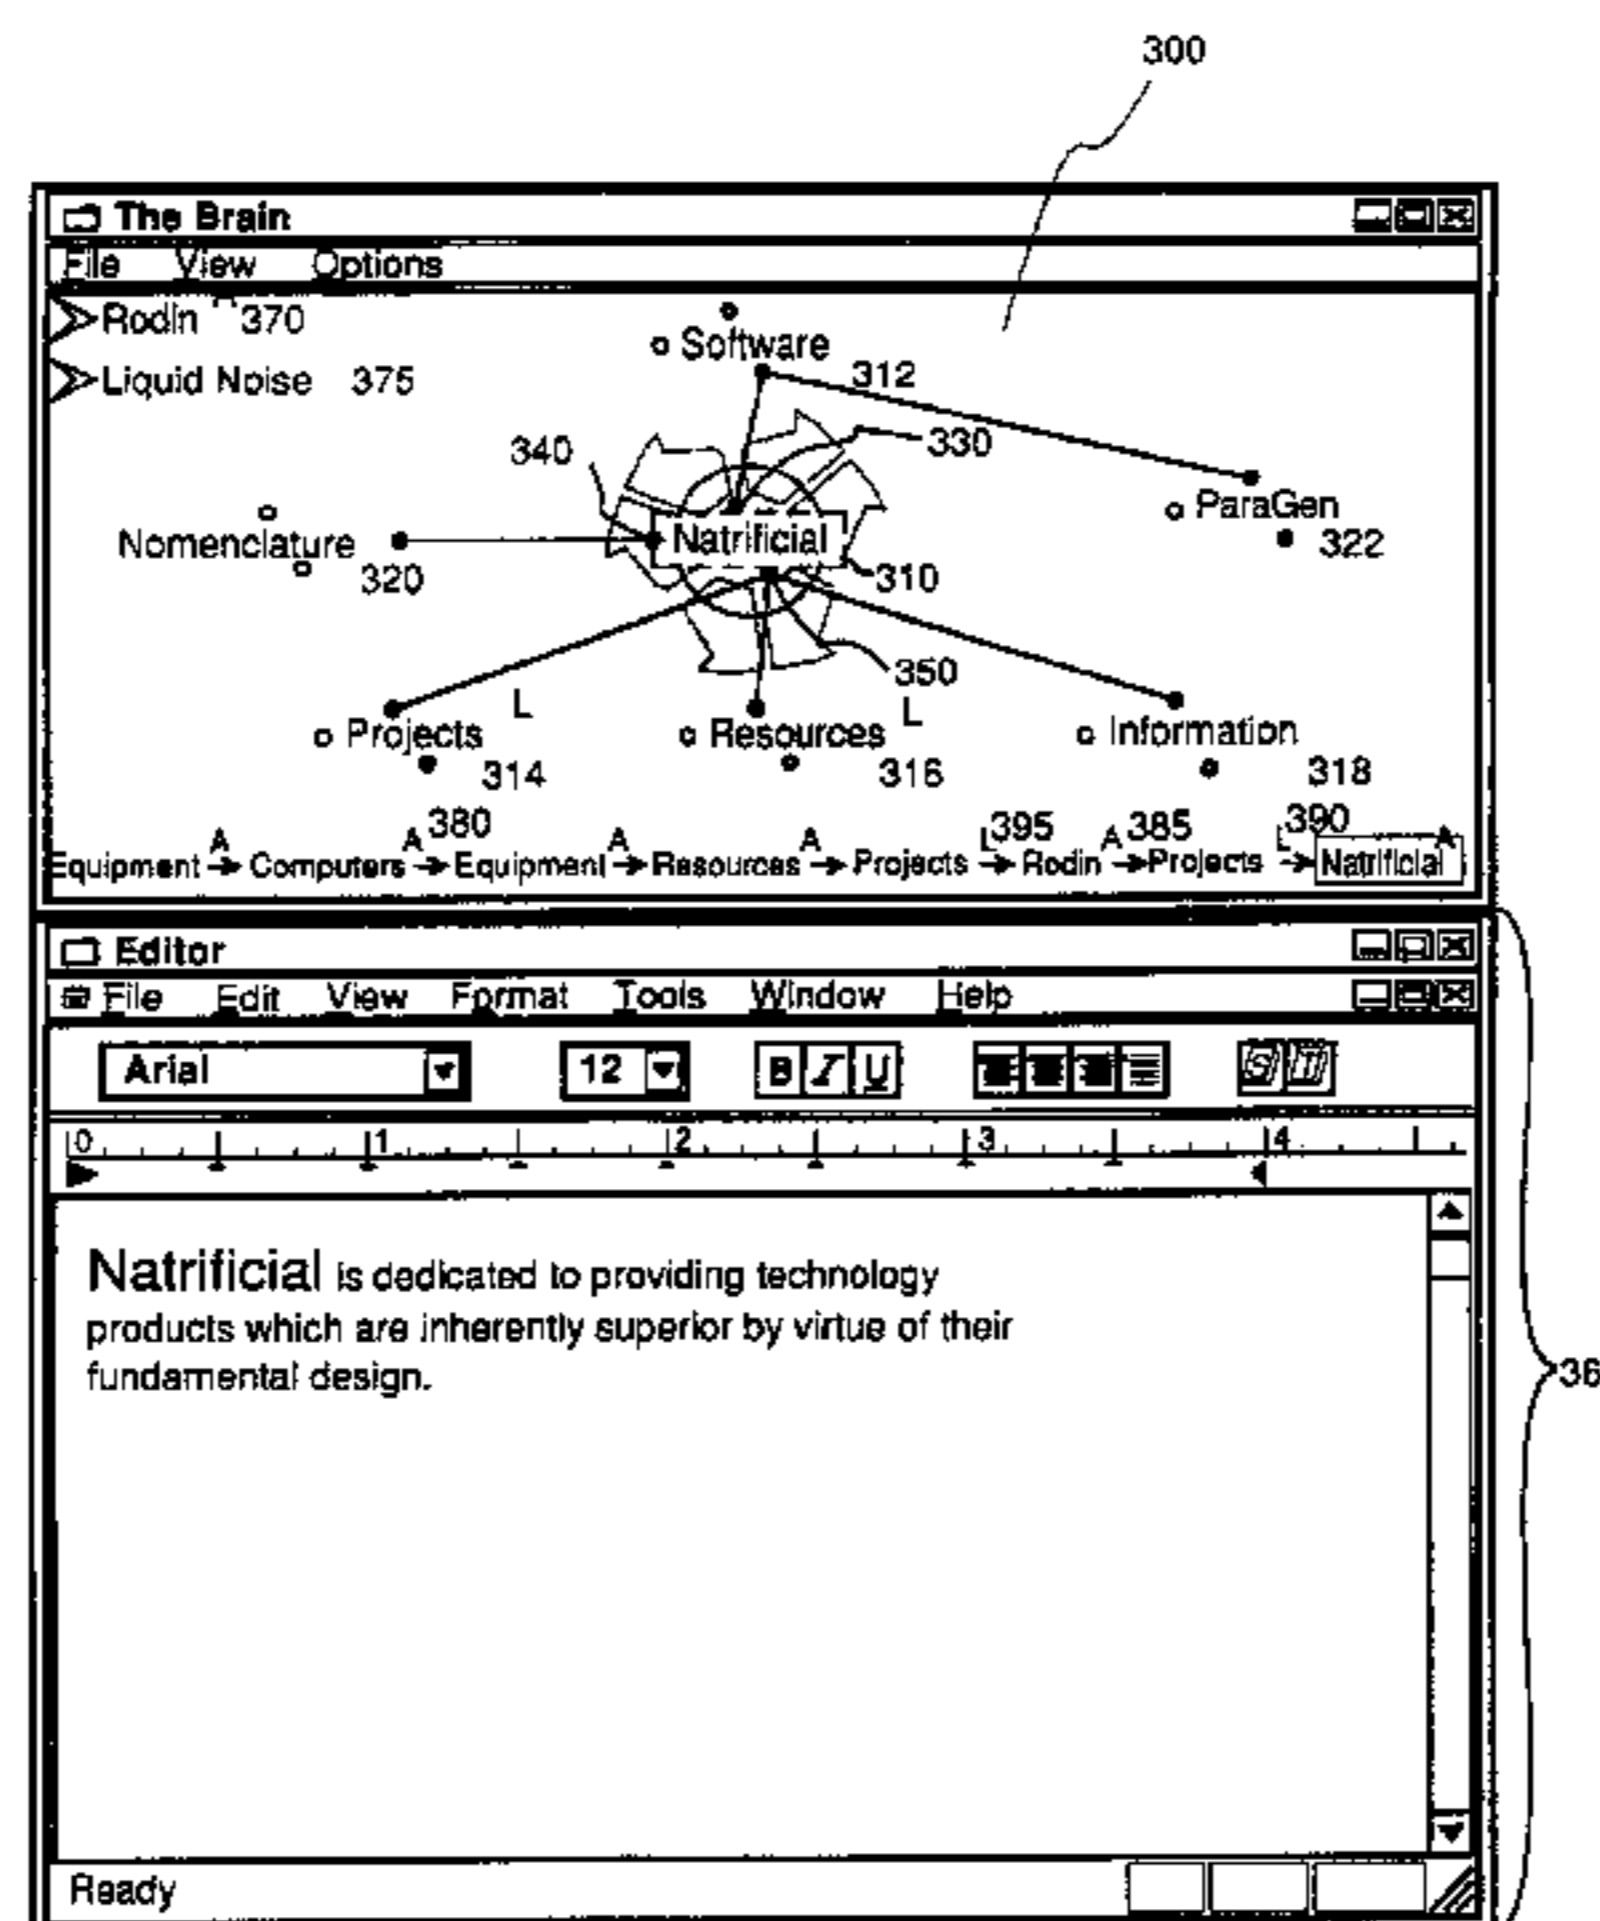 300
The Brain
File View Options
Rodin 370
Software
Liquid Noise 375
312
340
330
ParaGen
Nomenclature
Natrificial
322
320
310
350
L
L
Projects
Resources
Information
314
316
318
A A 380 A A L 395 A 385 L 390 A
Equipment → Computers → Equipment → Resources → Projects → Rodin → Projects → Natrificial
Editor
File Edit View Format Tools Window Help
Arial 12 B I U
0 1 2 3 4
Natrificial is dedicated to providing technology
products which are inherently superior by virtue of their
fundamental design.
36
Ready